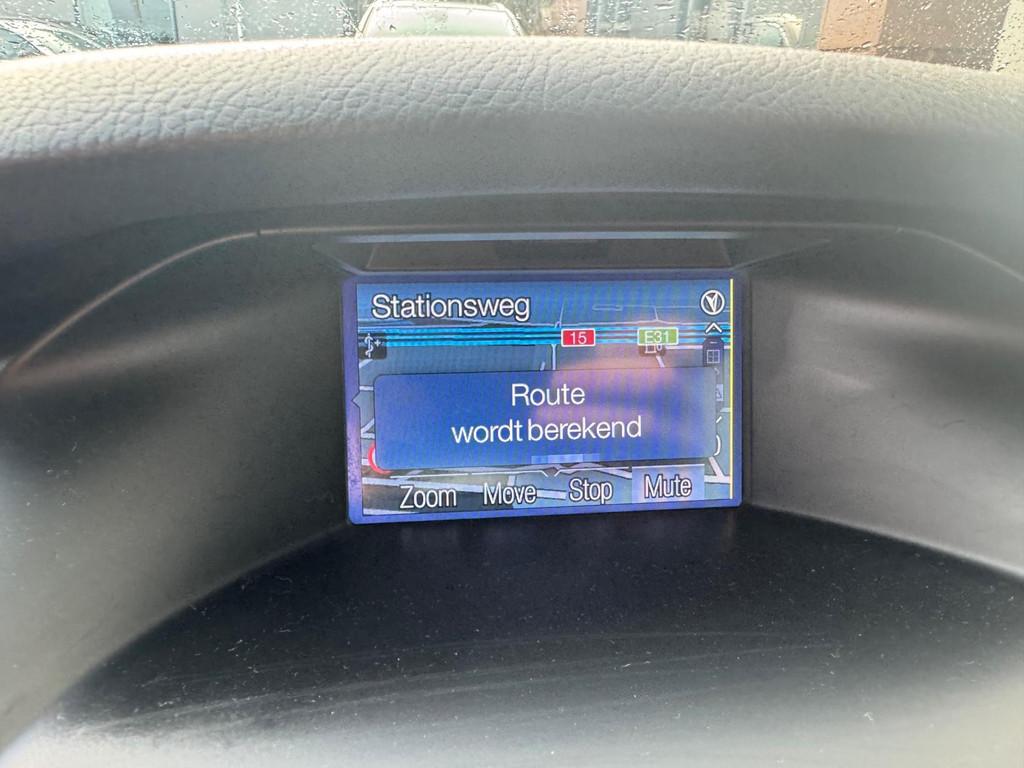 Stationsweg
15 E31
Route
wordt berekend
Zoom Move Stop Mute